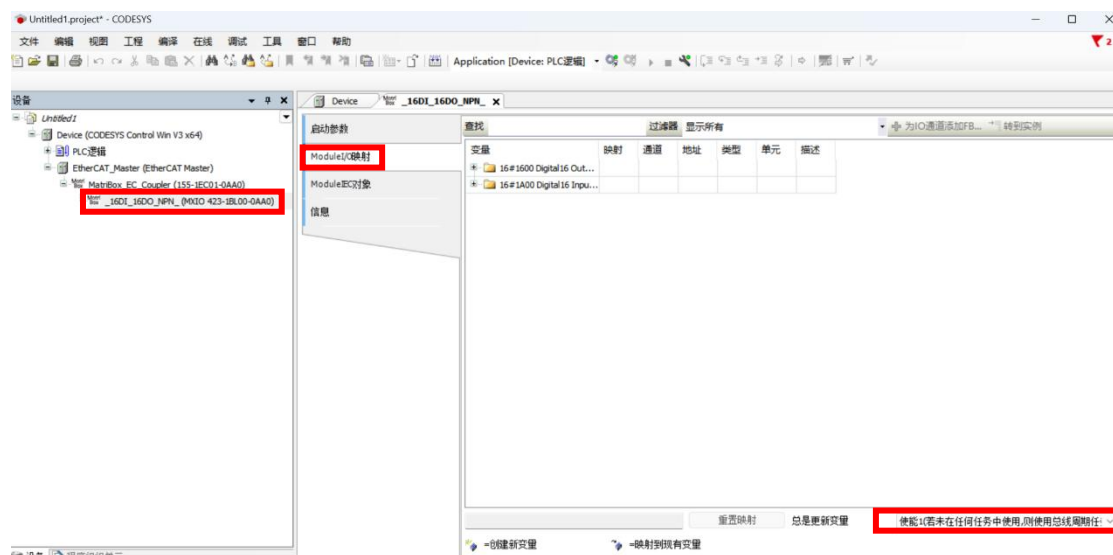 Untitled1.project* - CODESYS
文件 编辑 视图 工程 编译 在线 调试 工具 窗口 帮助
2
Application [Device: PLC逻辑]
设备
Untitled1
Device (CODESYS Control Win V3 x64)
PLC逻辑
EtherCAT_Master (EtherCAT Master)
MatriBox_EC_Coupler (155-1EC01-0AA0)
_16DI_16DO_NPN_ (MXIO 423-1BL00-0AA0)
Device
_16DI_16DO_NPN_
启动参数
ModuleI/O映射
ModuleIEC对象
信息
查找 过滤器 显示所有 为IO通道添加FB... 转到实例
变量 映射 通道 地址 类型 单元 描述
16#1600 Digital16 Out...
16#1A00 Digital16 Inpu...
重置映射 总是更新变量 使能1(若未在任何任务中使用,则使用总线周期任
=创建新变量 =映射到现有变量